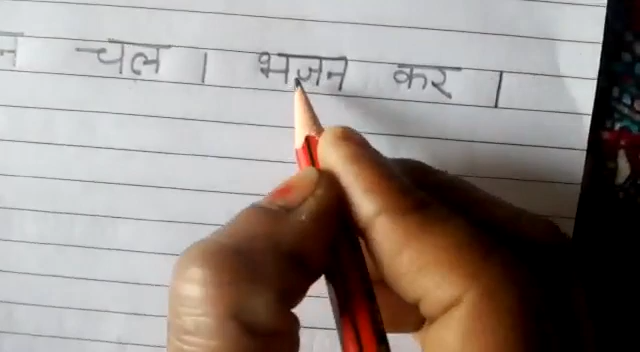 न चल । भजन कर ।